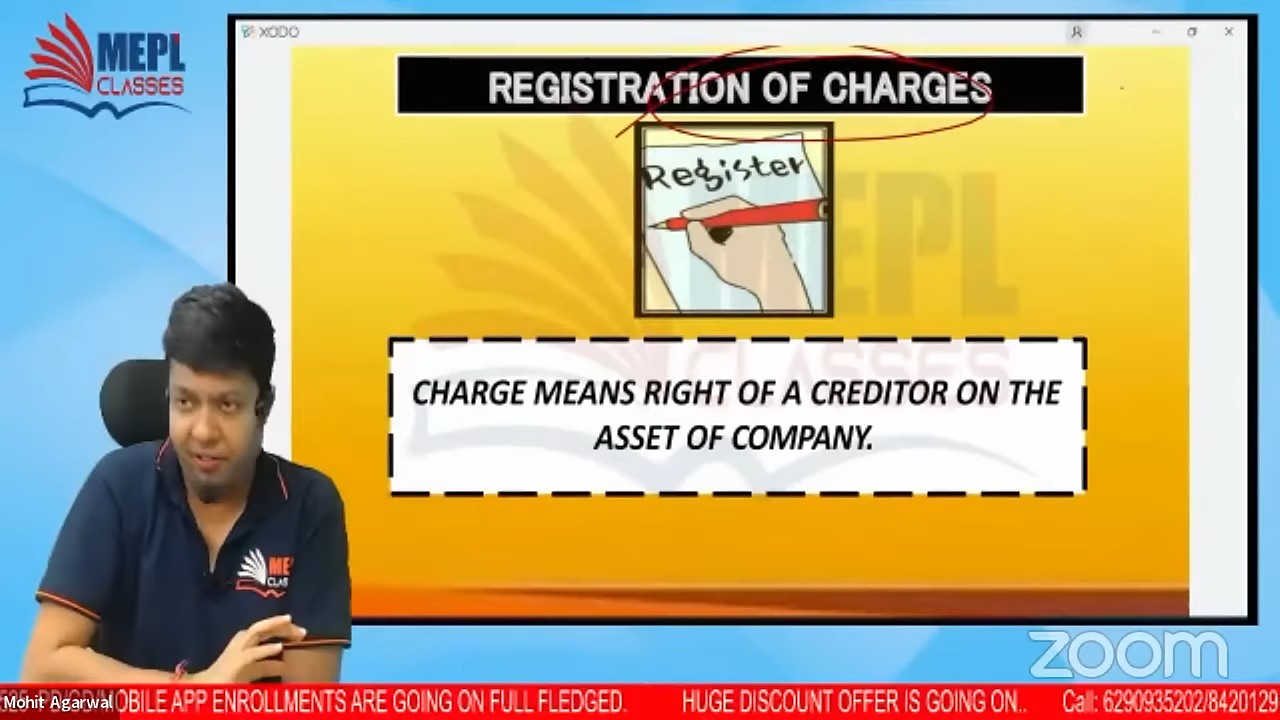 MEPL
CLASSES
XODO
REGISTRATION OF CHARGES
Register
MEPL
CLASSES
CHARGE MEANS RIGHT OF A CREDITOR ON THE
ASSET OF COMPANY.
zoom
Mohit Agarwal
MOBILE APP ENROLLMENTS ARE GOING ON FULL FLEDGED. HUGE DISCOUNT OFFER IS GOING ON.. Call: 6290935202/8420129